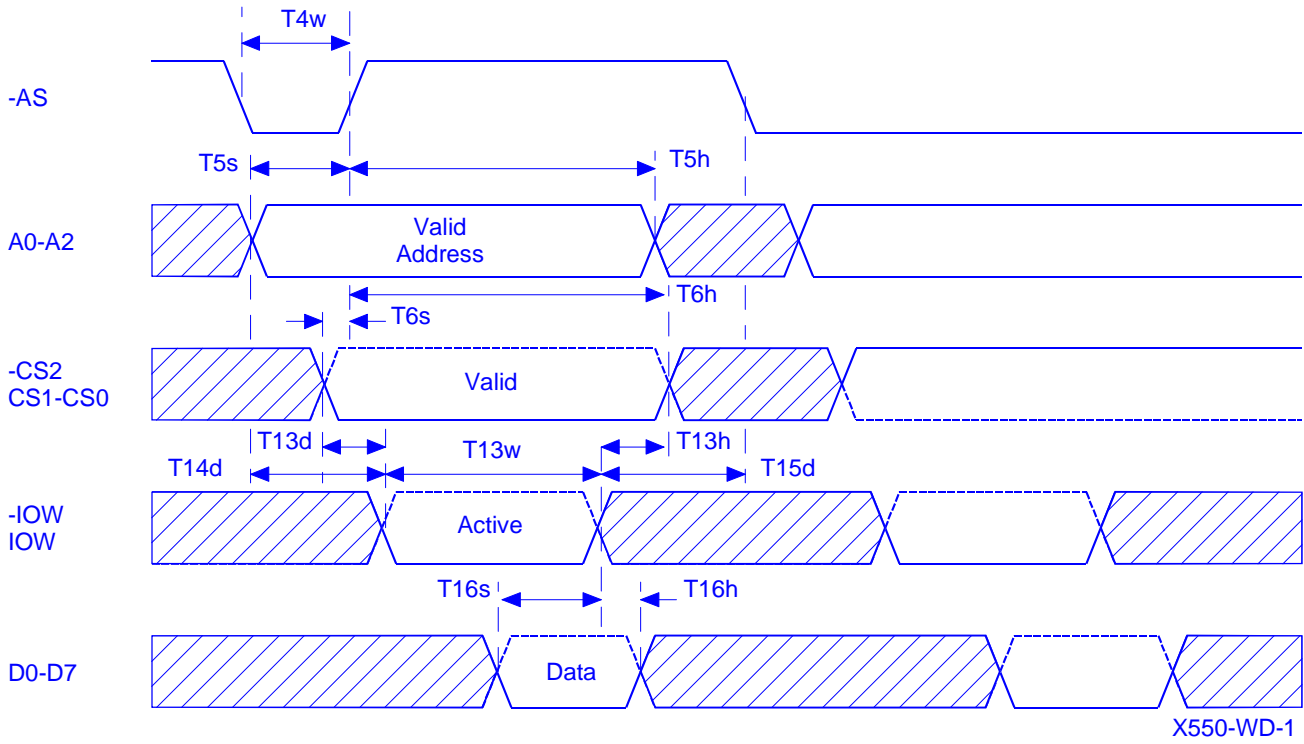 T4w
-AS
T5s
T5h
A0-A2
Valid
Address
T6h
T6s
-CS2
CS1-CS0
Valid
T13d
T13w
T13h
T14d
T15d
-IOW
IOW
Active
T16s
T16h
D0-D7
Data
X550-WD-1